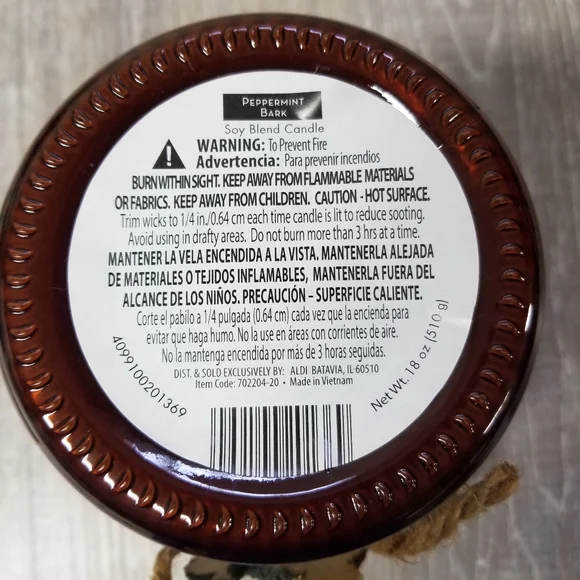 PEPPERMINT
BARK
Soy Blend Candle
WARNING: To Prevent Fire
Advertencia: Para prevenir incendios
BURN WITHIN SIGHT. KEEP AWAY FROM FLAMMABLE MATERIALS
OR FABRICS. KEEP AWAY FROM CHILDREN. CAUTION - HOT SURFACE.
Trim wicks to 1/4 in./0.64 cm each time candle is lit to reduce sooting.
Avoid using in drafty areas. Do not burn more than 3 hrs at a time.
MANTENER LA VELA ENCENDIDA A LA VISTA. MANTENERLA ALEJADA
DE MATERIALES O TEJIDOS INFLAMABLES, MANTENERLA FUERA DEL
ALCANCE DE LOS NIÑOS. PRECAUCIÓN – SUPERFICIE CALIENTE.
Corte el pabilo a 1/4 pulgada (0.64 cm) cada vez que la encienda para
evitar que haga humo. No la use en áreas con corrientes de aire.
No la mantenga encendida por más de 3 horas seguidas.
DIST. & SOLD EXCLUSIVELY BY: ALDI BATAVIA, IL 60510
Item Code: 702204-20 • Made in Vietnam
4099100201369
Net Wt. 18 oz (510 g)